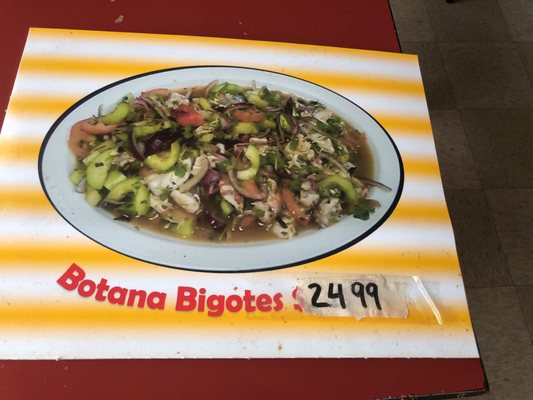 Botana Bigotes $ 24 99